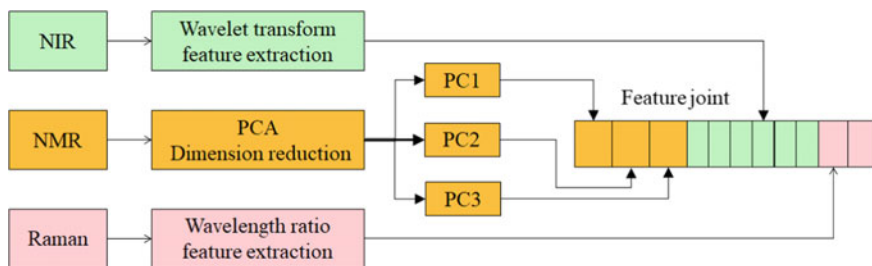 NIR
Wavelet transform
feature extraction
NMR
PCA
Dimension reduction
PC1
PC2
PC3
Feature joint
Raman
Wavelength ratio
feature extraction